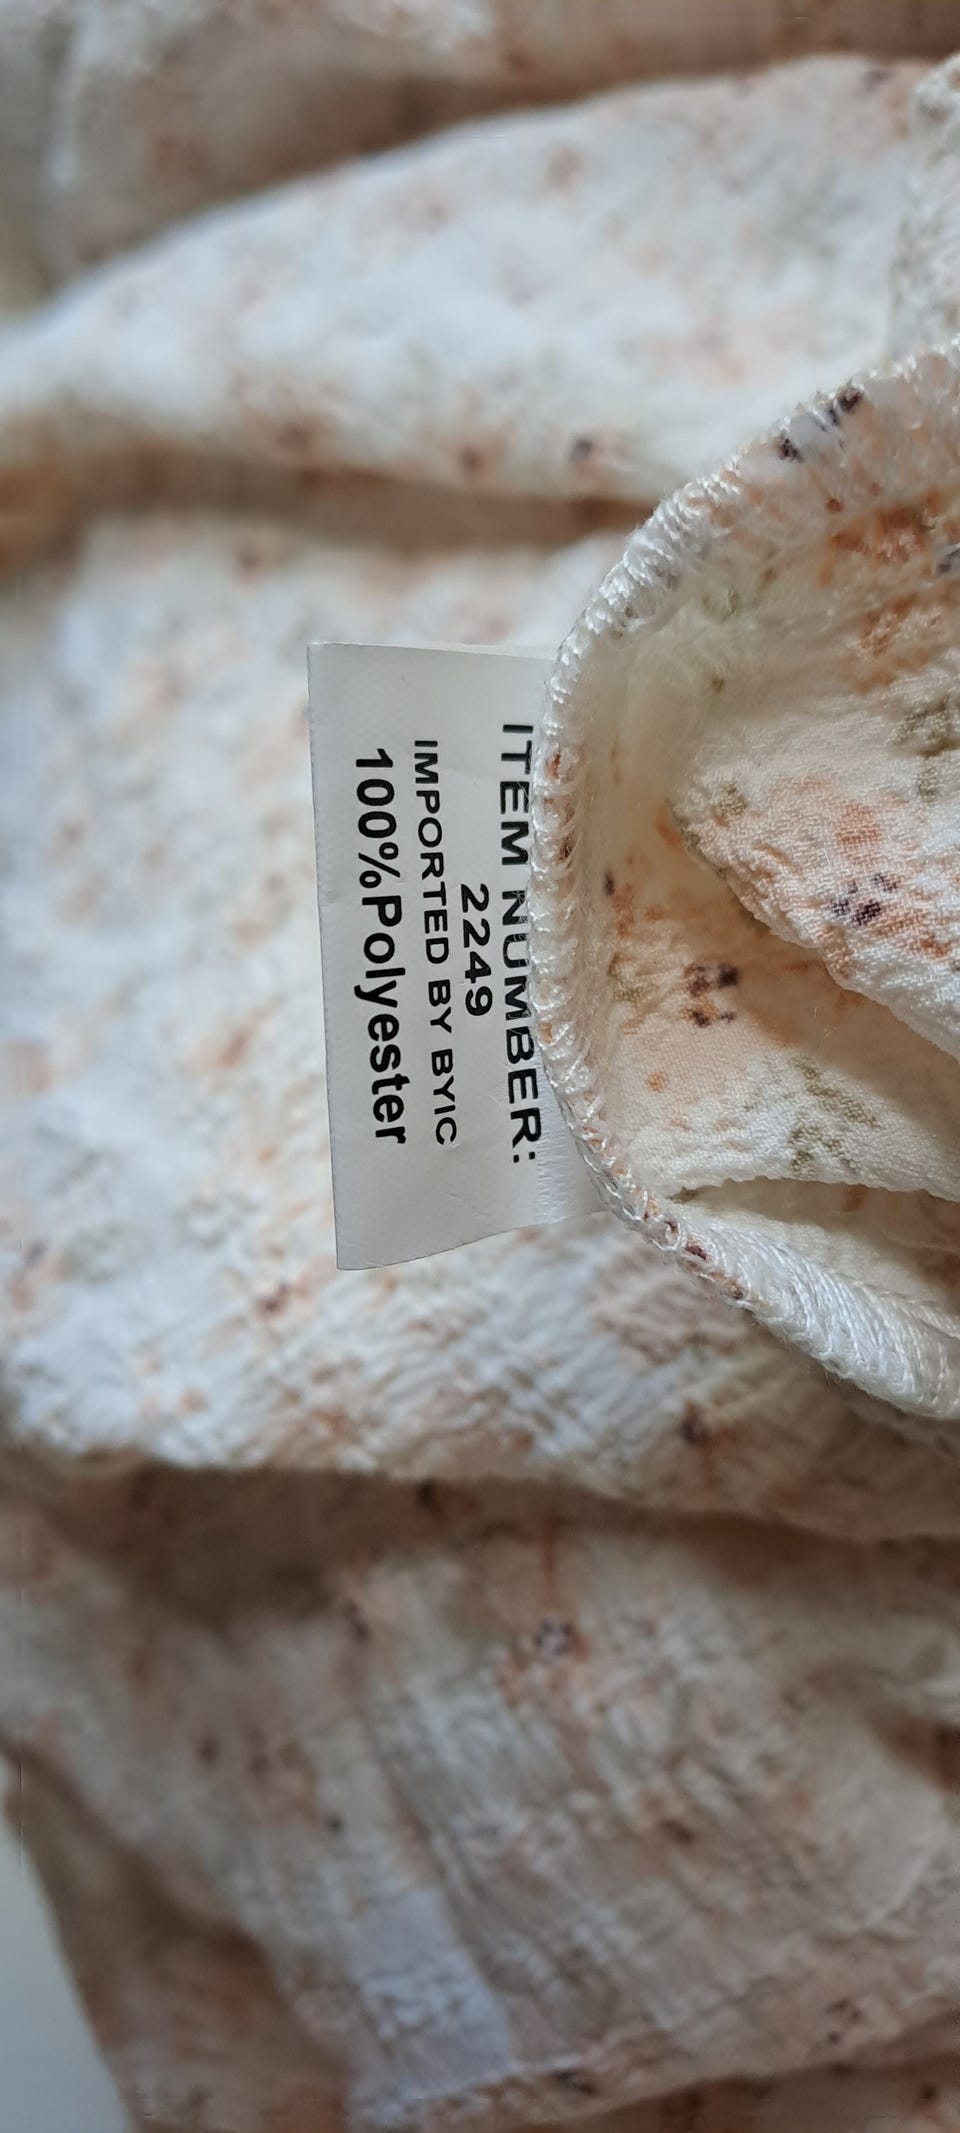 ITEM NUMBER:
2249
IMPORTED BY BYIC
100%Polyester